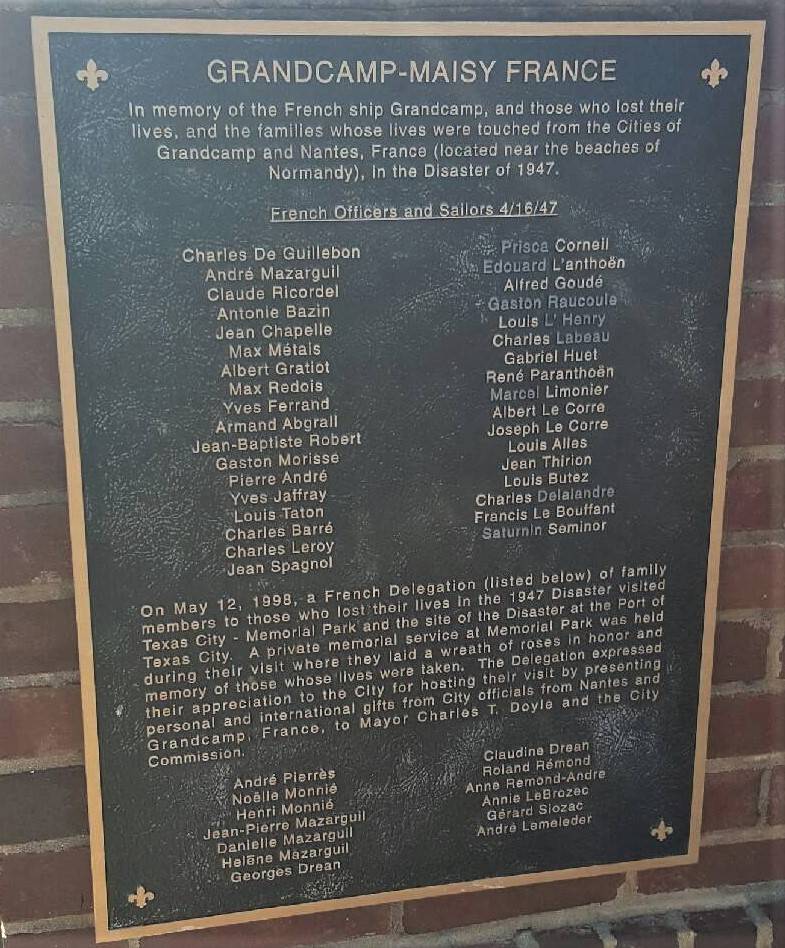 GRANDCAMP-MAISY FRANCE
In memory of the French ship Grandcamp, and those who lost their
lives, and the families whose lives were touched from the Cities of
Grandcamp and Nantes, France (located near the beaches of
Normandy), in the Disaster of 1947.
French Officers and Sailors 4/16/47
Charles De Guillebon
André Mazarguil
Claude Ricordel
Antonie Bazin
Jean Chapelle
Max Métais
Albert Gratiot
Max Redois
Yves Ferrand
Armand Abgrall
Jean-Baptiste Robert
Gaston Morisse
Pierre André
Yves Jaffray
Louis Taton
Charles Barré
Charles Leroy
Jean Spagnol
Prisca Corneil
Edouard L'anthoën
Alfred Goudé
Gaston Raucoule
Louis L' Henry
Charles Labeau
Gabriel Huet
René Paranthoën
Marcel Limonier
Albert Le Corre
Joseph Le Corre
Louis Alles
Jean Thirion
Louis Butez
Charles Delalandre
Francis Le Bouffant
Saturnin Seminor
On May 12, 1998, a French Delegation (listed below) of family
members to those who lost their lives in the 1947 Disaster visited
Texas City - Memorial Park and the site of the Disaster at the Port of
Texas City. A private memorial service at Memorial Park was held
during their visit where they laid a wreath of roses in honor and
memory of those whose lives were taken. The Delegation expressed
their appreciation to the City for hosting their visit by presenting
personal and international gifts from City officials from Nantes and
Grandcamp, France, to Mayor Charles T. Doyle and the City
Commission.
André Pierrès
Noëlle Monnié
Henri Monnié
Jean-Pierre Mazarguil
Danielle Mazarguil
Helëne Mazarguil
Georges Drean
Claudine Drean
Roland Rémond
Anne Remond-Andre
Annie LeBrozec
Gérard Slozac
André Lameleder